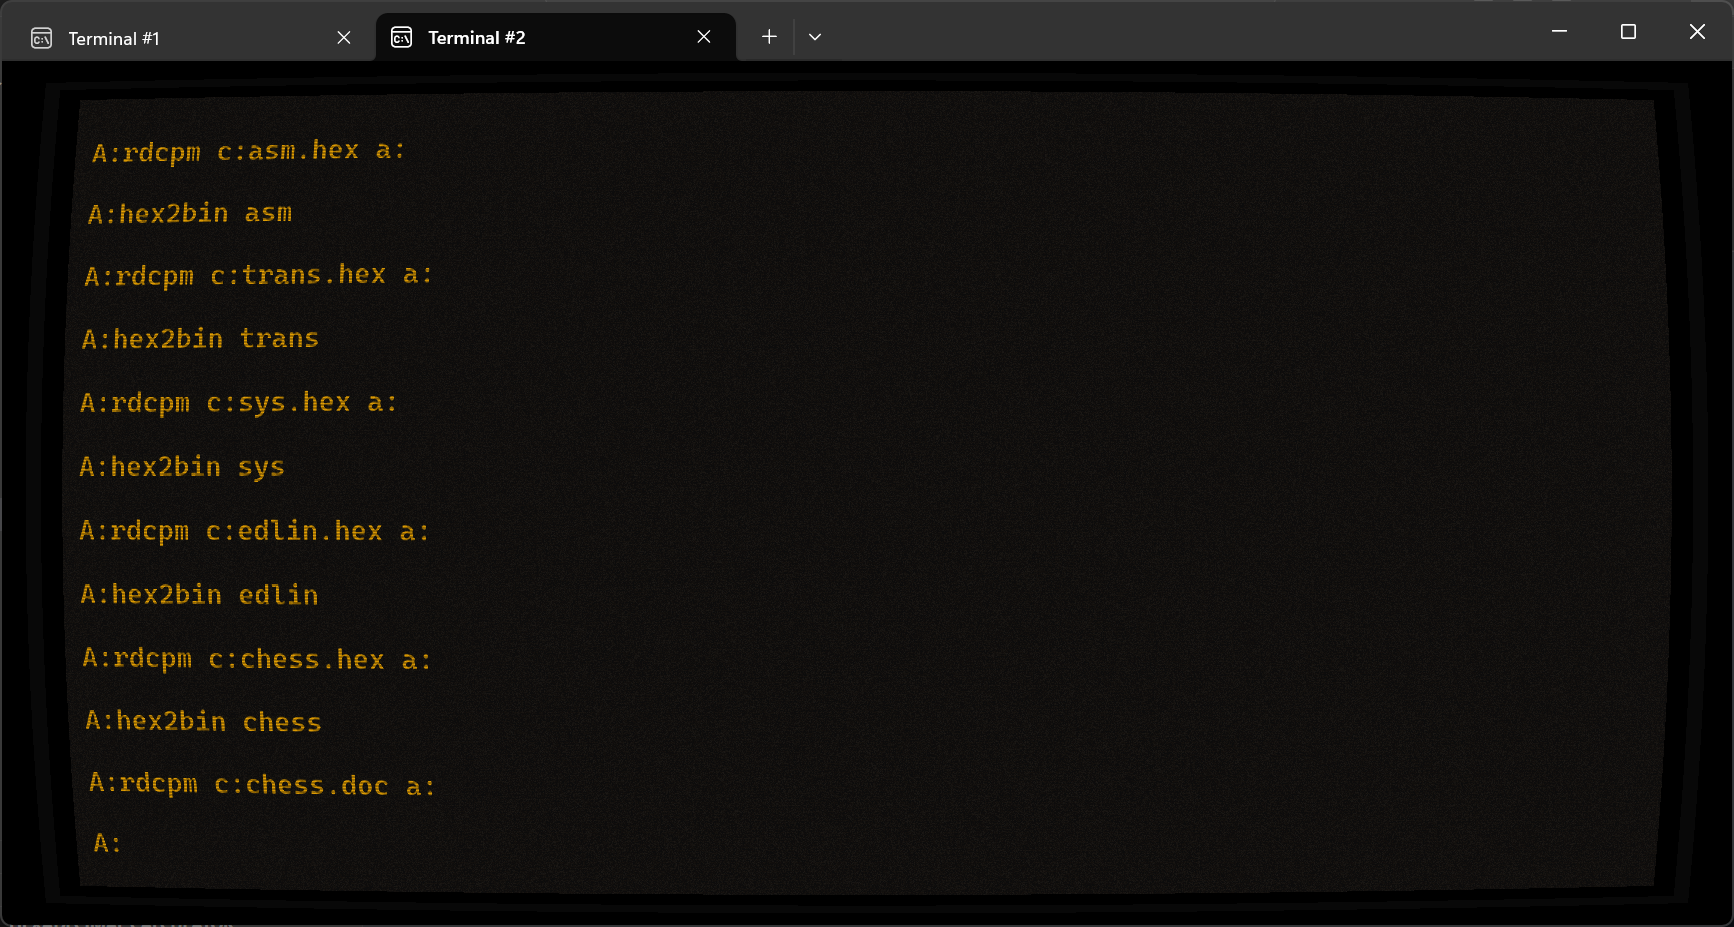 Terminal #1
Terminal #2
A:rdcpm c:asm.hex a:
A:hex2bin asm
A:rdcpm c:trans.hex a:
A:hex2bin trans
A:rdcpm c:sys.hex a:
A:hex2bin sys
A:rdcpm c:edlin.hex a:
A:hex2bin edlin
A:rdcpm c:chess.hex a:
A:hex2bin chess
A:rdcpm c:chess.doc a:
A: